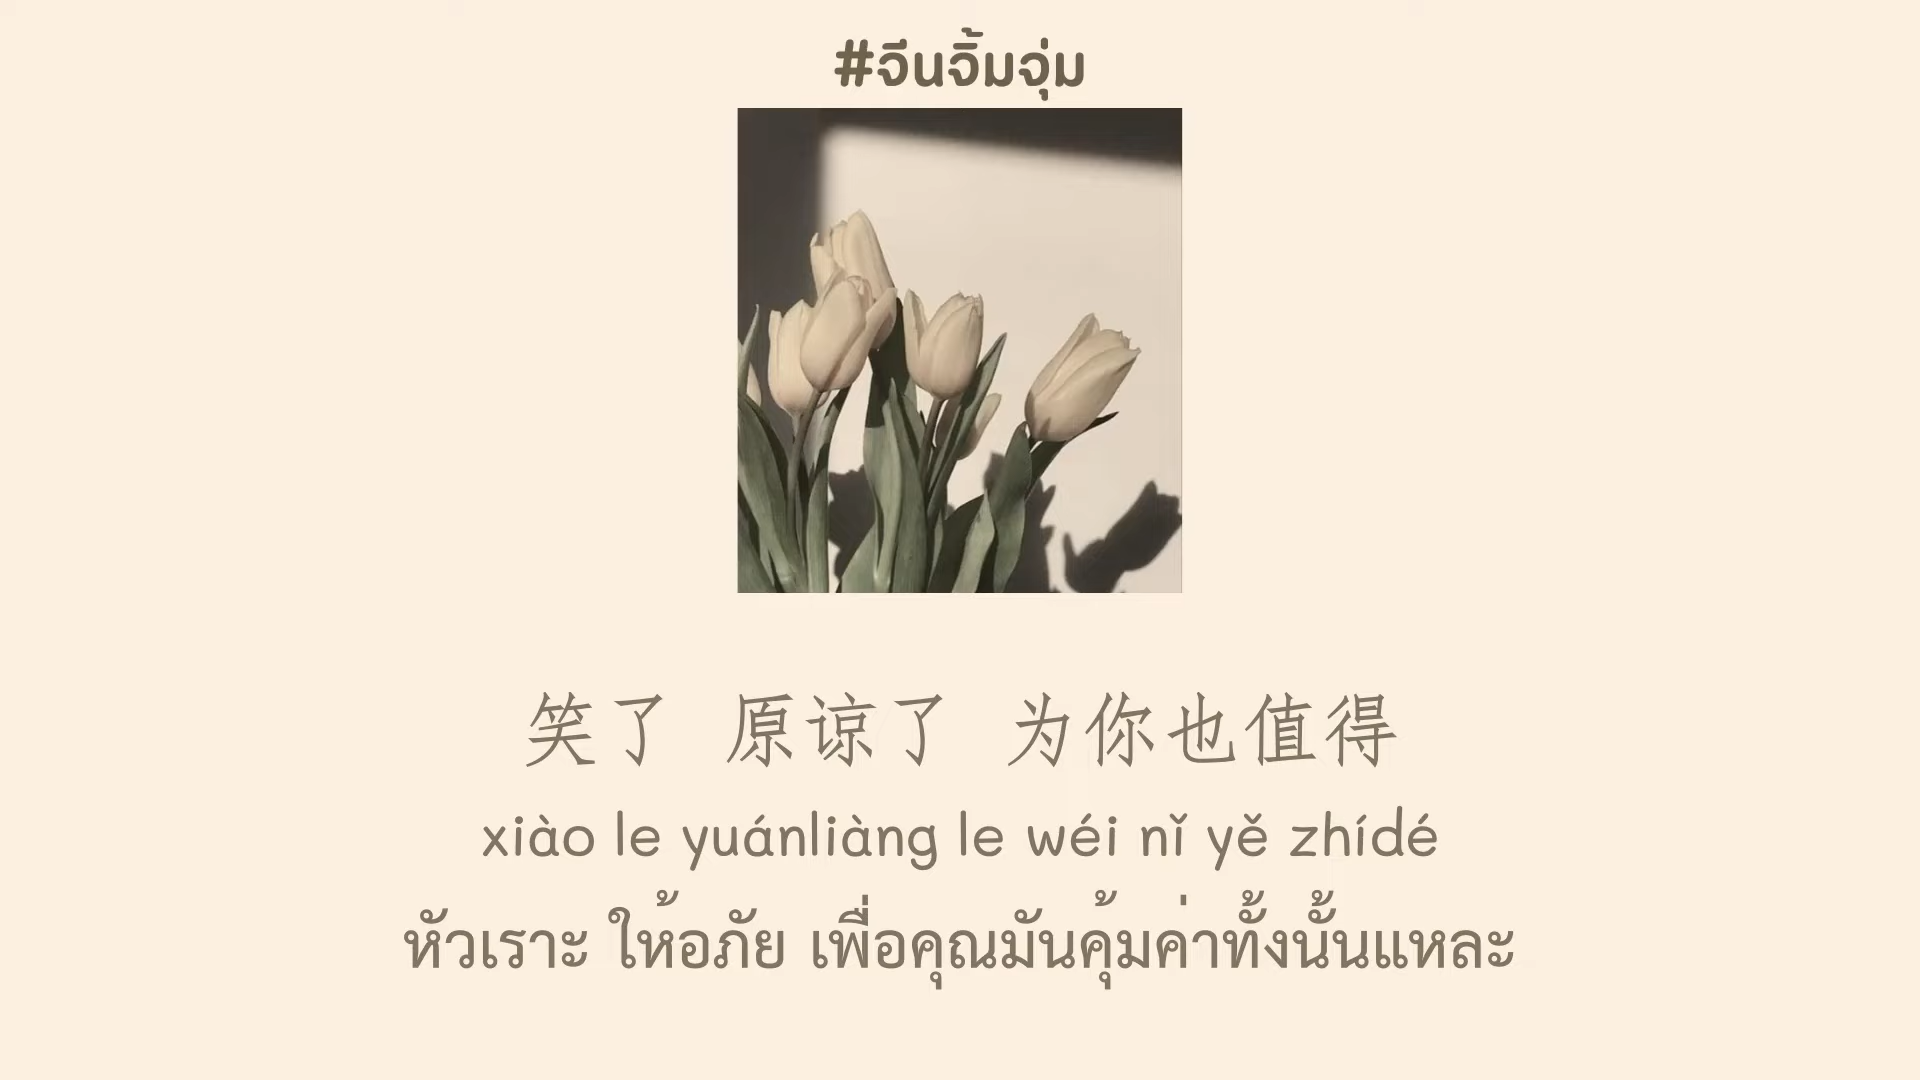 #จีนจิ้มจุ่ม
笑了 原谅了 为你也值得
xiào le yuánliàng le wéi nǐ yě zhídé
หัวเราะ ให้อภัย เพื่อคุณมันคุ้มค่าทั้งนั้นแหละ